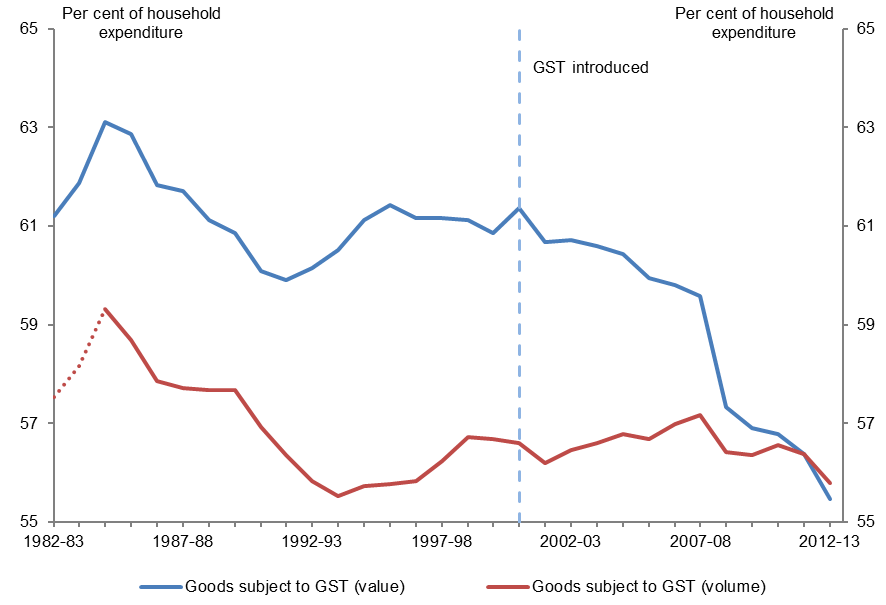 Per cent of household
expenditure
Per cent of household
expenditure
65
65
GST introduced
63
63
61
61
59
59
57
57
55
55
1982-83
1987-88
1992-93
1997-98
2002-03
2007-08
2012-13
Goods subject to GST (value)
Goods subject to GST (volume)